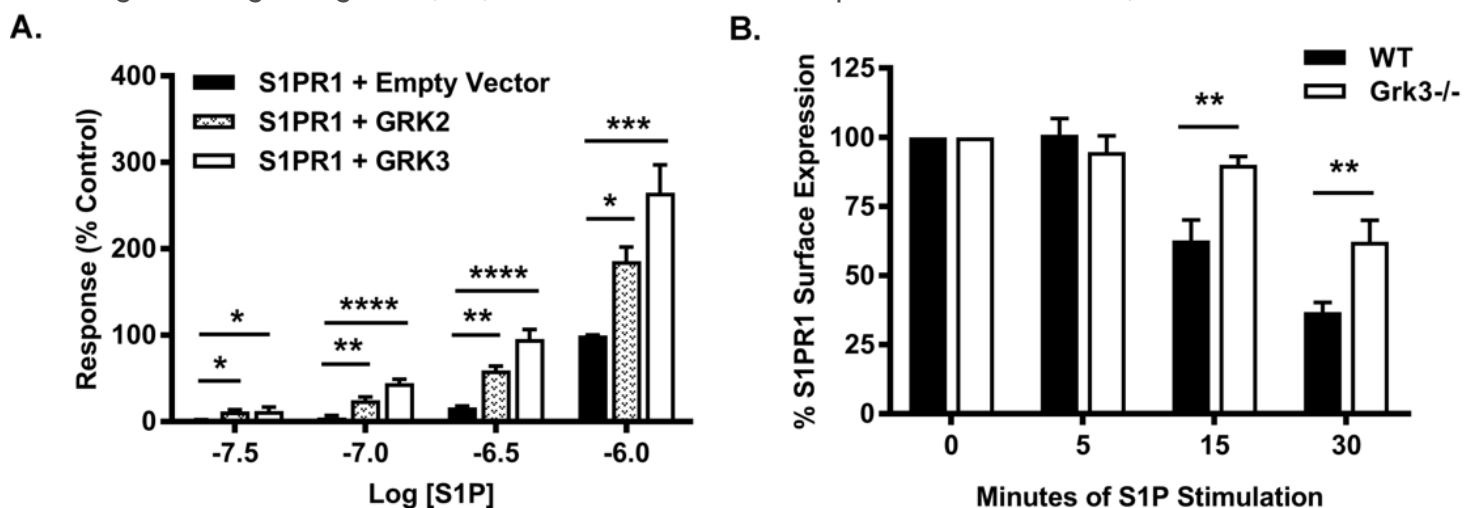 A.
S1PR1 + Empty Vector
S1PR1 + GRK2
S1PR1 + GRK3
Response (% Control)
400
300
200
100
0
*
*
**
****
**
****
*
***
-7.5 -7.0 -6.5 -6.0
Log [S1P]
B.
WT
Grk3-/-
% S1PR1 Surface Expression
125
100
75
50
25
0
**
**
0 5 15 30
Minutes of S1P Stimulation